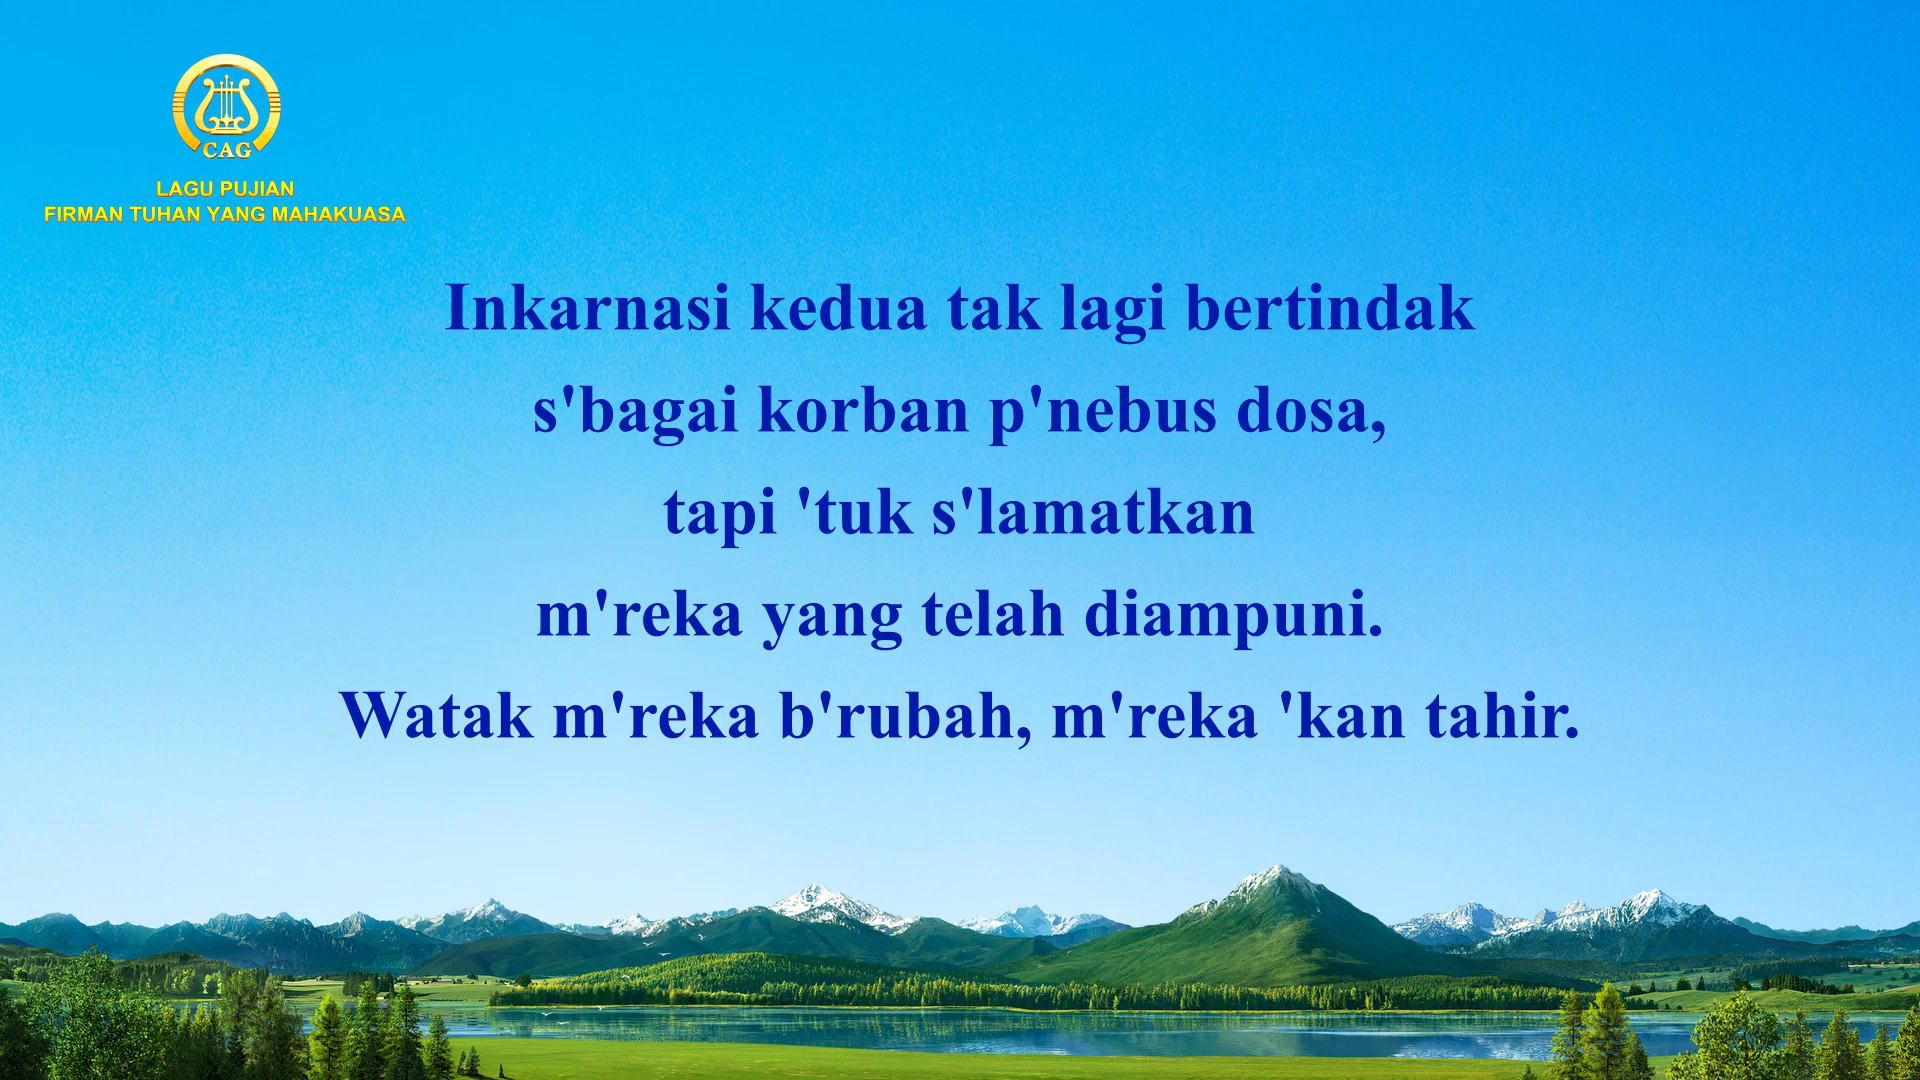 CAG
LAGU PUJIAN
FIRMAN TUHAN YANG MAHAKUASA
Inkarnasi kedua tak lagi bertindak
s'bagai korban p'nebus dosa,
tapi 'tuk s'lamatkan
m'reka yang telah diampuni.
Watak m'reka b'rubah, m'reka 'kan tahir.